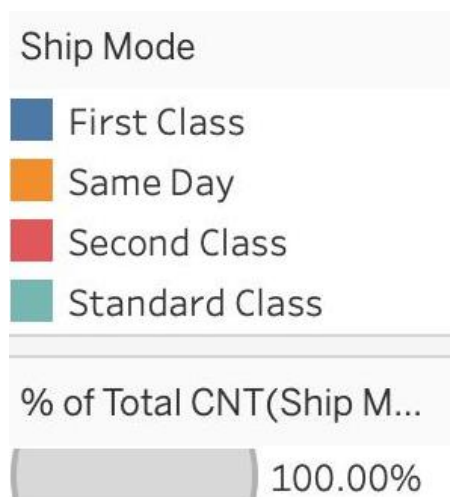 Ship Mode
First Class
Same Day
Second Class
Standard Class
% of Total CNT(Ship M...
100.00%